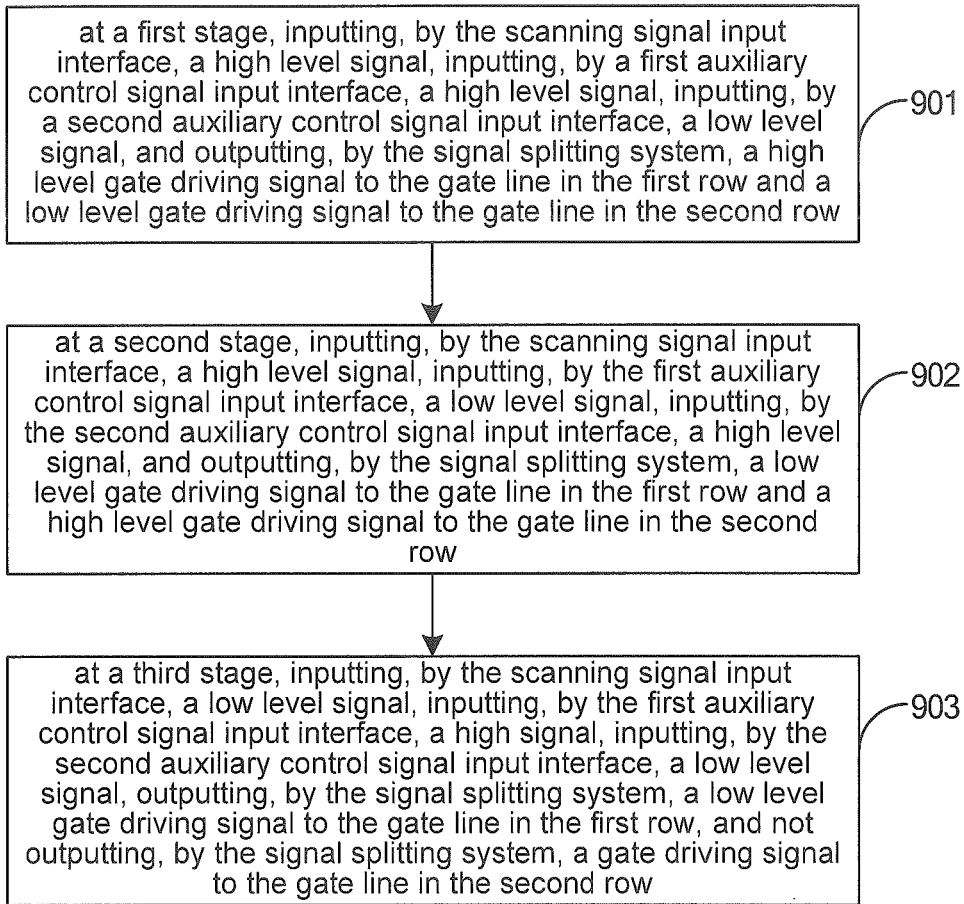 at a first stage, inputting, by the scanning signal input
interface, a high level signal, inputting, by a first auxiliary
control signal input interface, a high level signal, inputting, by
a second auxiliary control signal input interface, a low level
signal, and outputting, by the signal splitting system, a high
level gate driving signal to the gate line in the first row and a
low level gate driving signal to the gate line in the second row
901
at a second stage, inputting, by the scanning signal input
interface, a high level signal, inputting, by the first auxiliary
control signal input interface, a low level signal, inputting, by
the second auxiliary control signal input interface, a high level
signal, and outputting, by the signal splitting system, a low
level gate driving signal to the gate line in the first row and a
high level gate driving signal to the gate line in the second
row
902
at a third stage, inputting, by the scanning signal input
interface, a low level signal, inputting, by the first auxiliary
control signal input interface, a high signal, inputting, by the
second auxiliary control signal input interface, a low level
signal, outputting, by the signal splitting system, a low level
gate driving signal to the gate line in the first row, and not
outputting, by the signal splitting system, a gate driving signal
to the gate line in the second row
903